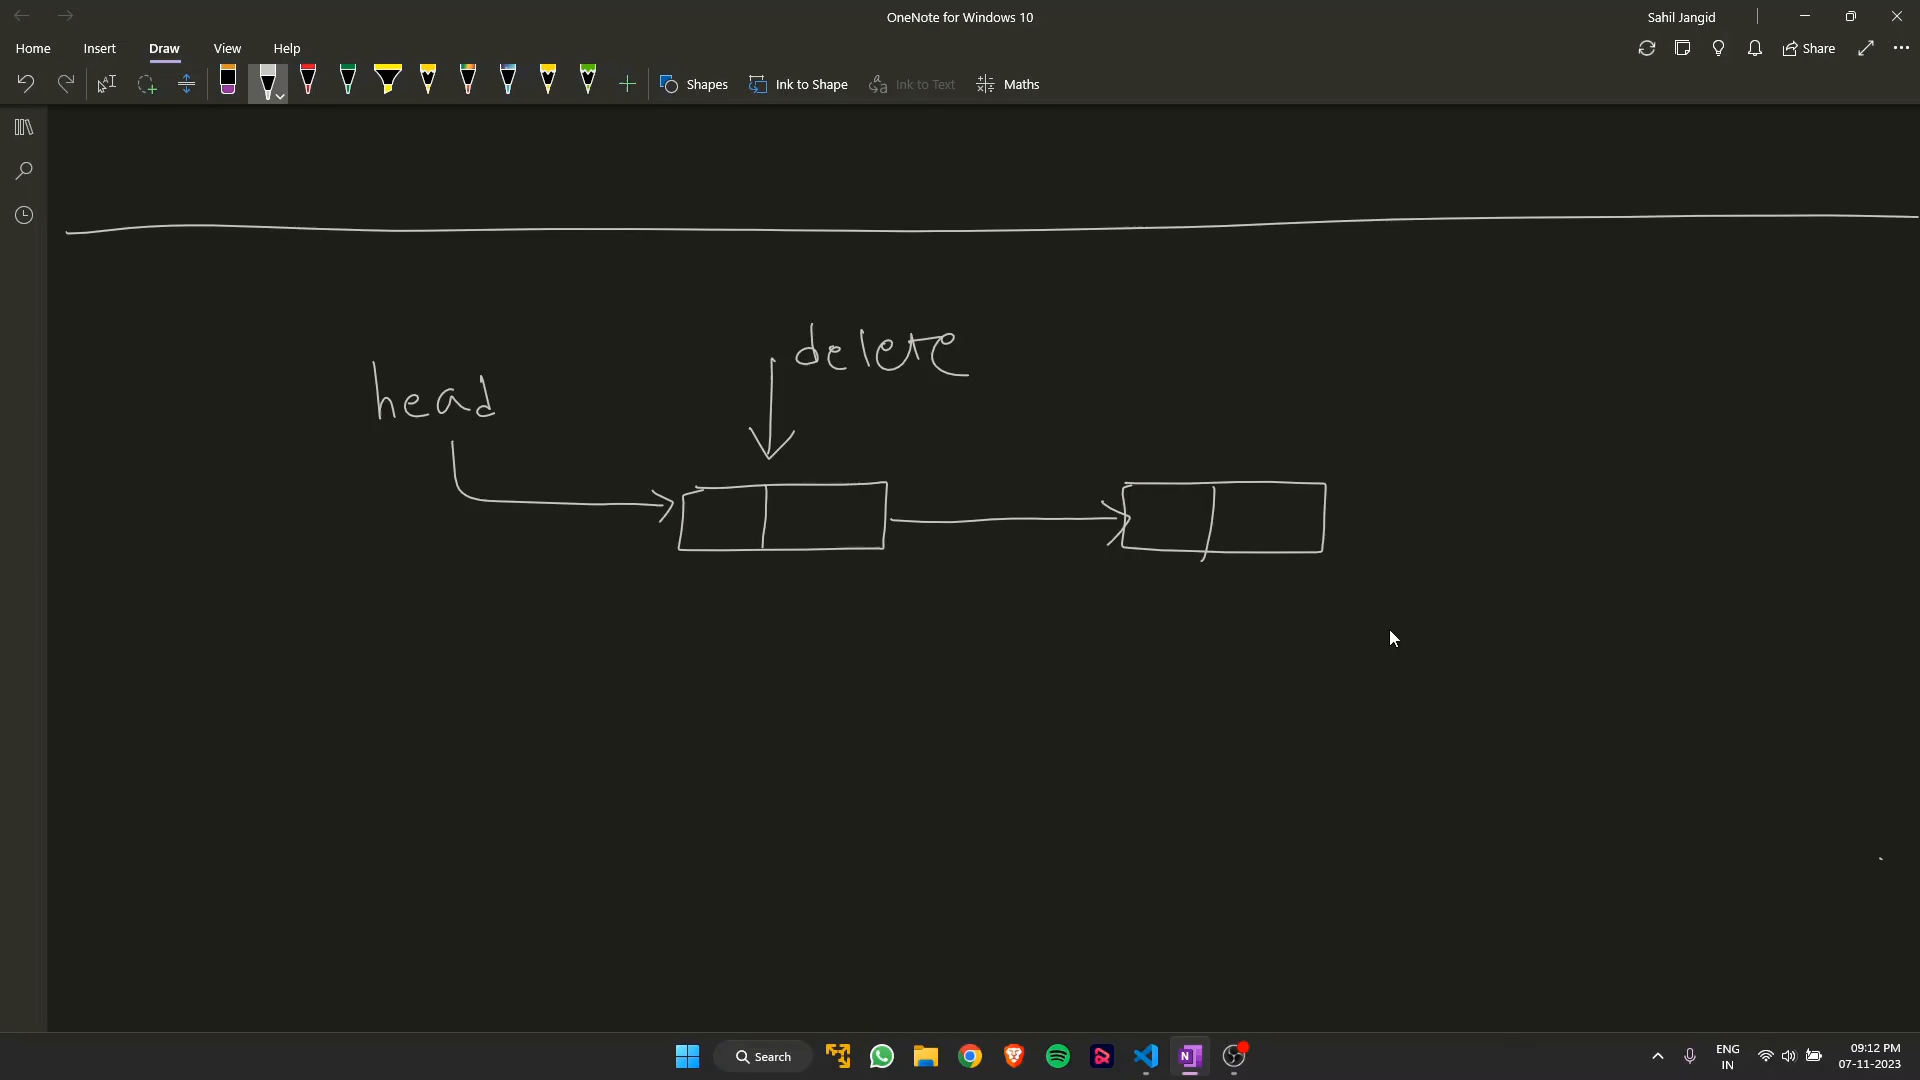 OneNote for Windows 10
Sahil Jangid
Home Insert Draw View Help
Share
Shapes Ink to Shape Ink to Text Maths
delete
head
Search
ENG
IN
09:12 PM
07-11-2023